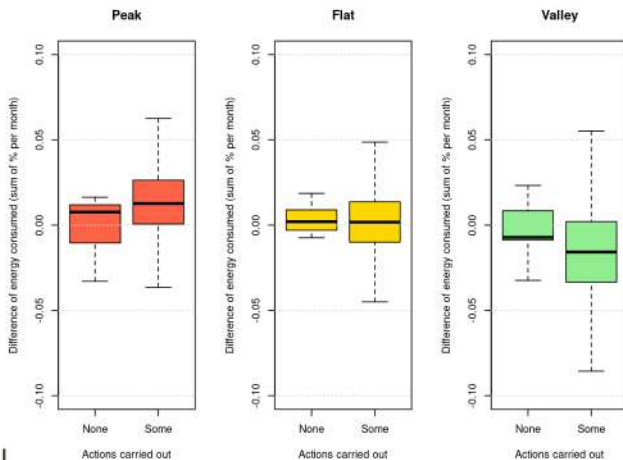 Peak
Flat
Valley
Difference of energy consumed (sum of % per month)
0.10
0.05
0.00
-0.05
-0.10
None
Some
Actions carried out
Difference of energy consumed (sum of % per month)
0.10
0.05
0.00
-0.05
-0.10
None
Some
Actions carried out
Difference of energy consumed (sum of % per month)
0.10
0.05
0.00
-0.05
-0.10
None
Some
Actions carried out